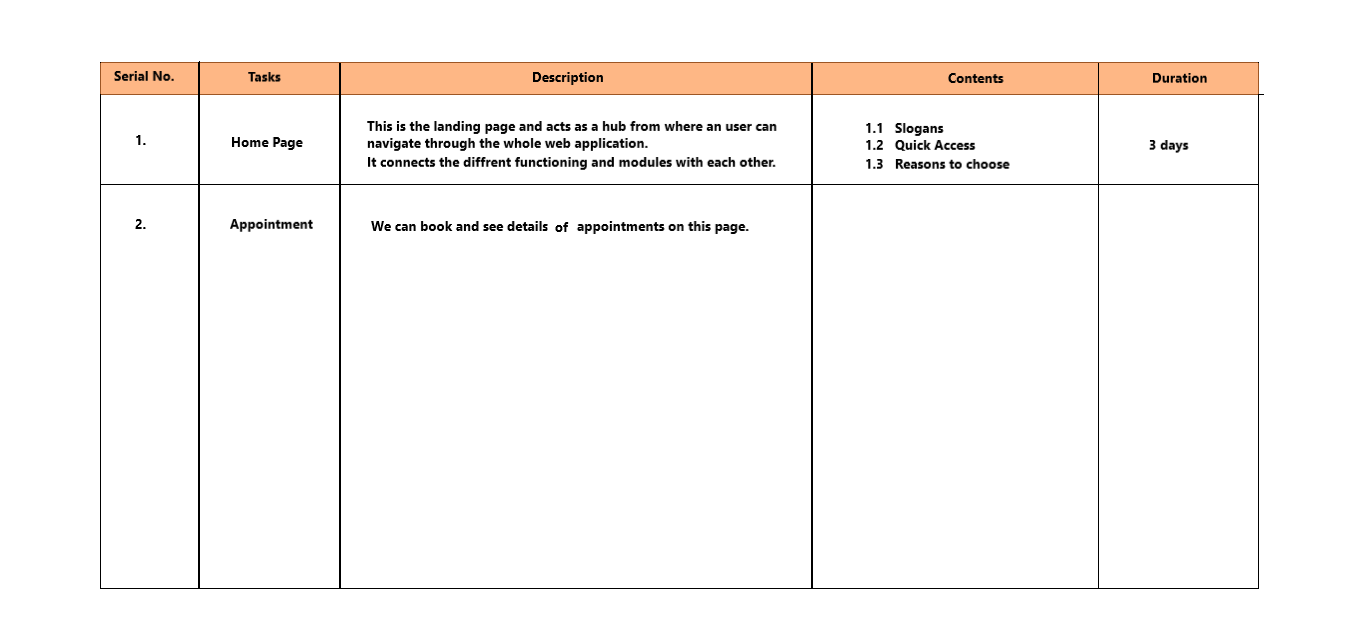 Serial No. Tasks Description Contents Duration
1. Home Page This is the landing page and acts as a hub from where an user can
navigate through the whole web application.
It connects the diffrent functioning and modules with each other.
1.1 Slogans
1.2 Quick Access
1.3 Reasons to choose
3 days
2. Appointment We can book and see details of appointments on this page.